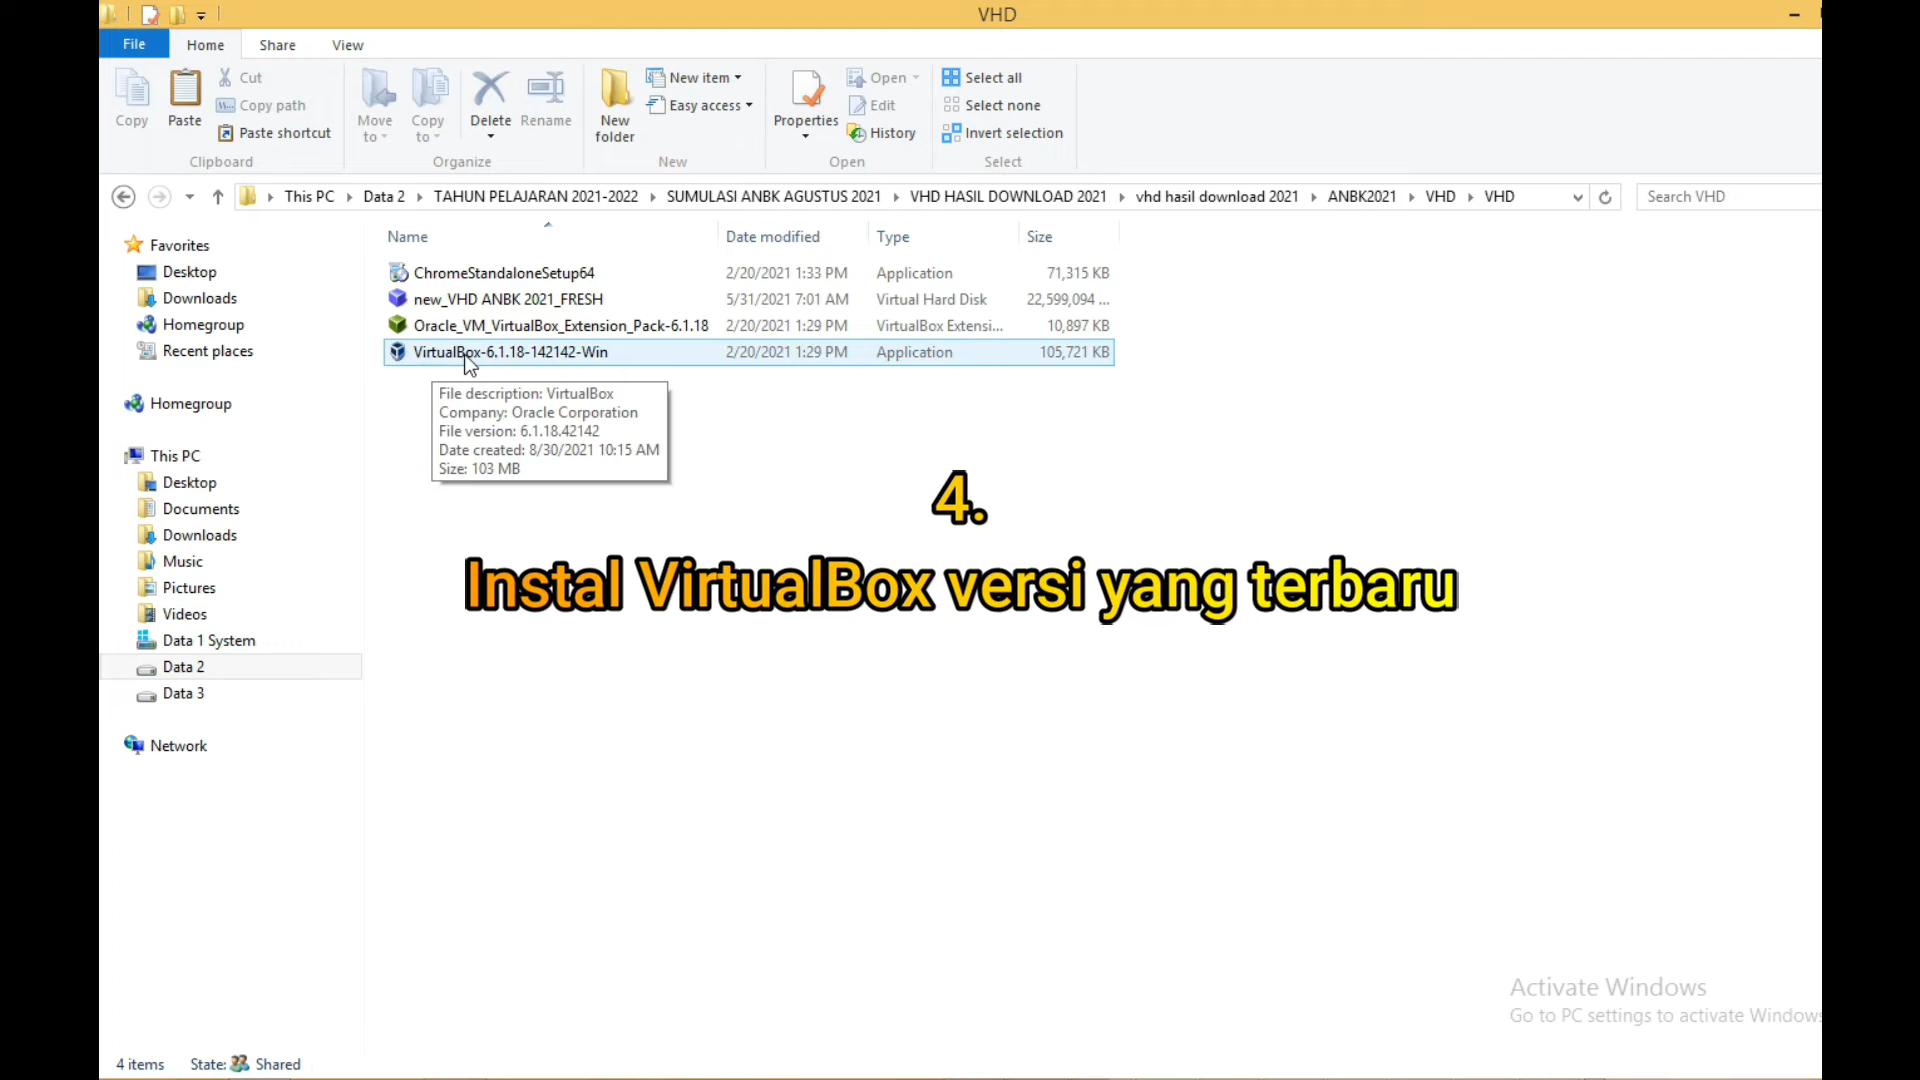 VHD
File Home Share View
Copy
Paste
Cut
Copy path
Paste shortcut
Clipboard
Move to
Copy to
Delete
Rename
Organize
New folder
New item
Easy access
New
Properties
Open
Edit
History
Open
Select all
Select none
Invert selection
Select
This PC Data 2 TAHUN PELAJARAN 2021-2022 SUMULASI ANBK AGUSTUS 2021 VHD HASIL DOWNLOAD 2021 vhd hasil download 2021 ANBK2021 VHD VHD
Search VHD
Favorites
Desktop
Downloads
Homegroup
Recent places
Homegroup
This PC
Desktop
Documents
Downloads
Music
Pictures
Videos
Data 1 System
Data 2
Data 3
Network
Name Date modified Type Size
ChromeStandaloneSetup64 2/20/2021 1:33 PM Application 71,315 KB
new_VHD ANBK 2021_FRESH 5/31/2021 7:01 AM Virtual Hard Disk 22,599,094 ...
Oracle_VM_VirtualBox_Extension_Pack-6.1.18 2/20/2021 1:29 PM VirtualBox Extensi... 10,897 KB
VirtualBox-6.1.18-142142-Win 2/20/2021 1:29 PM Application 105,721 KB
File description: VirtualBox
Company: Oracle Corporation
File version: 6.1.18.42142
Date created: 8/30/2021 10:15 AM
Size: 103 MB
4.
Instal VirtualBox versi yang terbaru
Activate Windows
Go to PC settings to activate Windows
4 items State: Shared